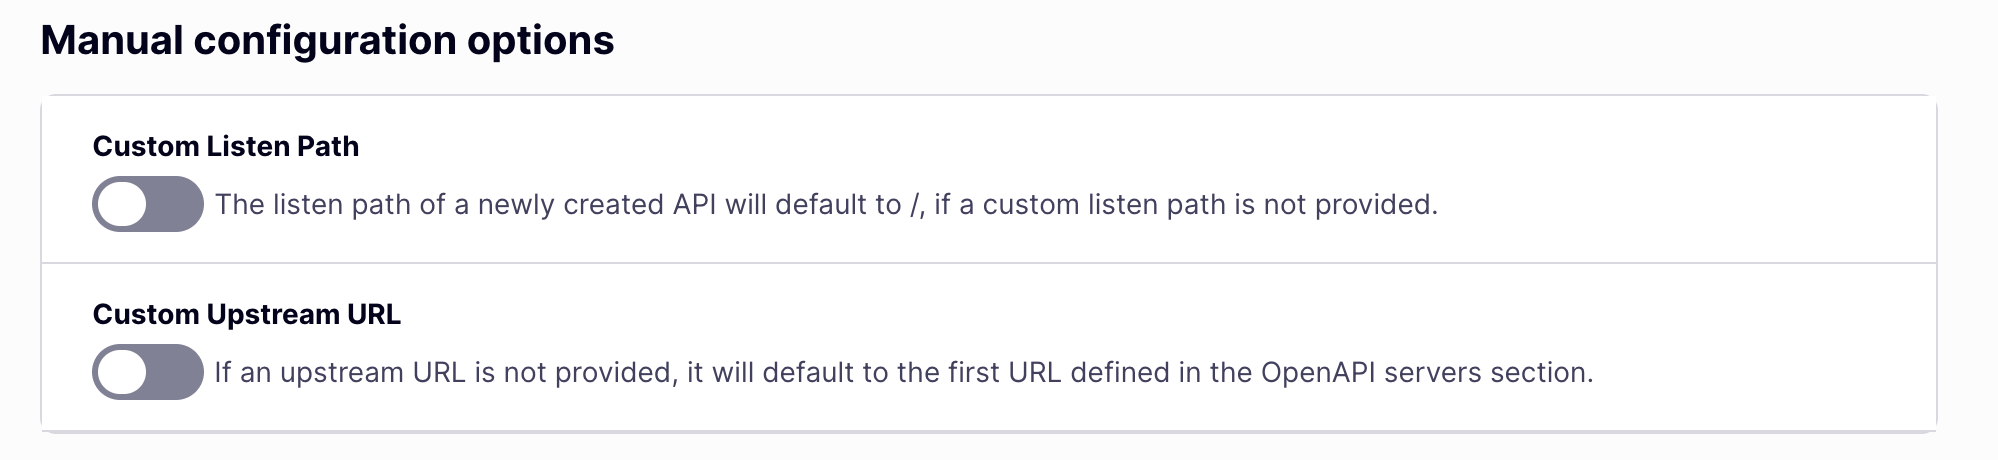 Manual configuration options
Custom Listen Path
The listen path of a newly created API will default to /, if a custom listen path is not provided.
Custom Upstream URL
If an upstream URL is not provided, it will default to the first URL defined in the OpenAPI servers section.